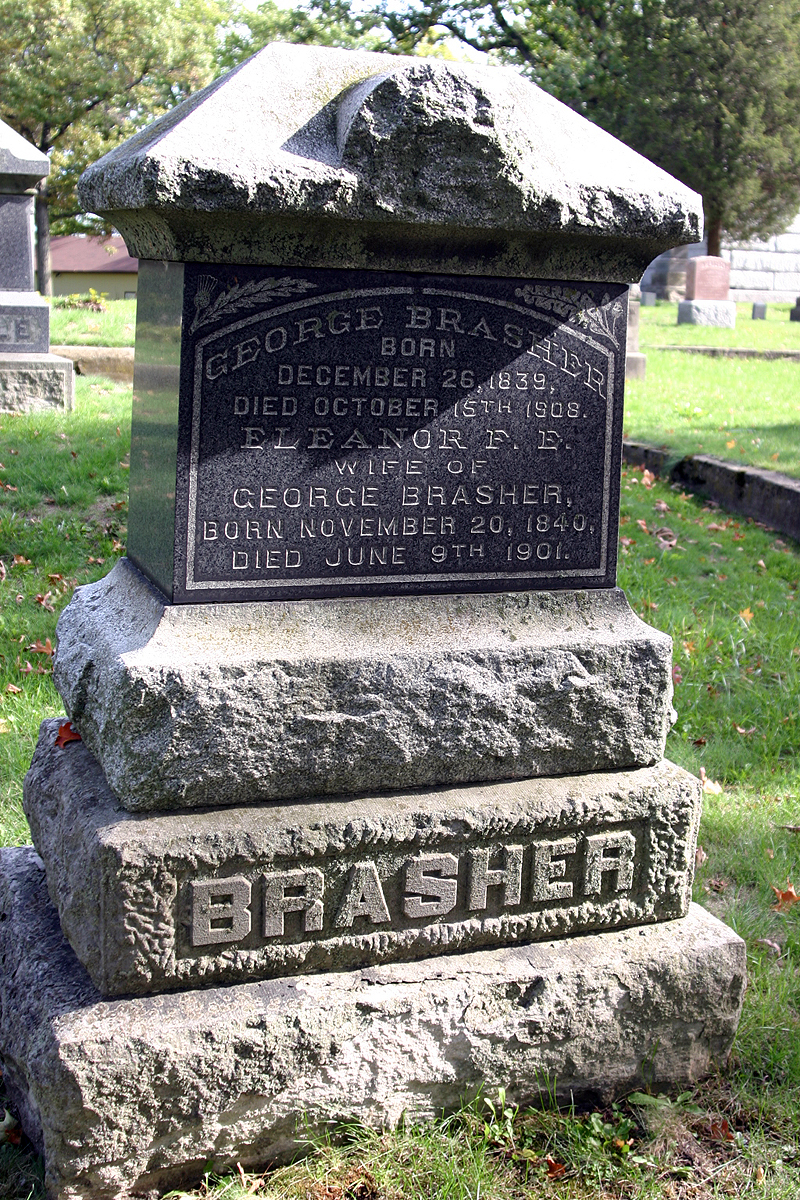 GEORGE BRASHER
BORN
DECEMBER 26, 1839,
DIED OCTOBER 15TH 1908.
ELEANOR F. E.
WIFE OF
GEORGE BRASHER,
BORN NOVEMBER 20, 1840,
DIED JUNE 9TH 1901.
BRASHER